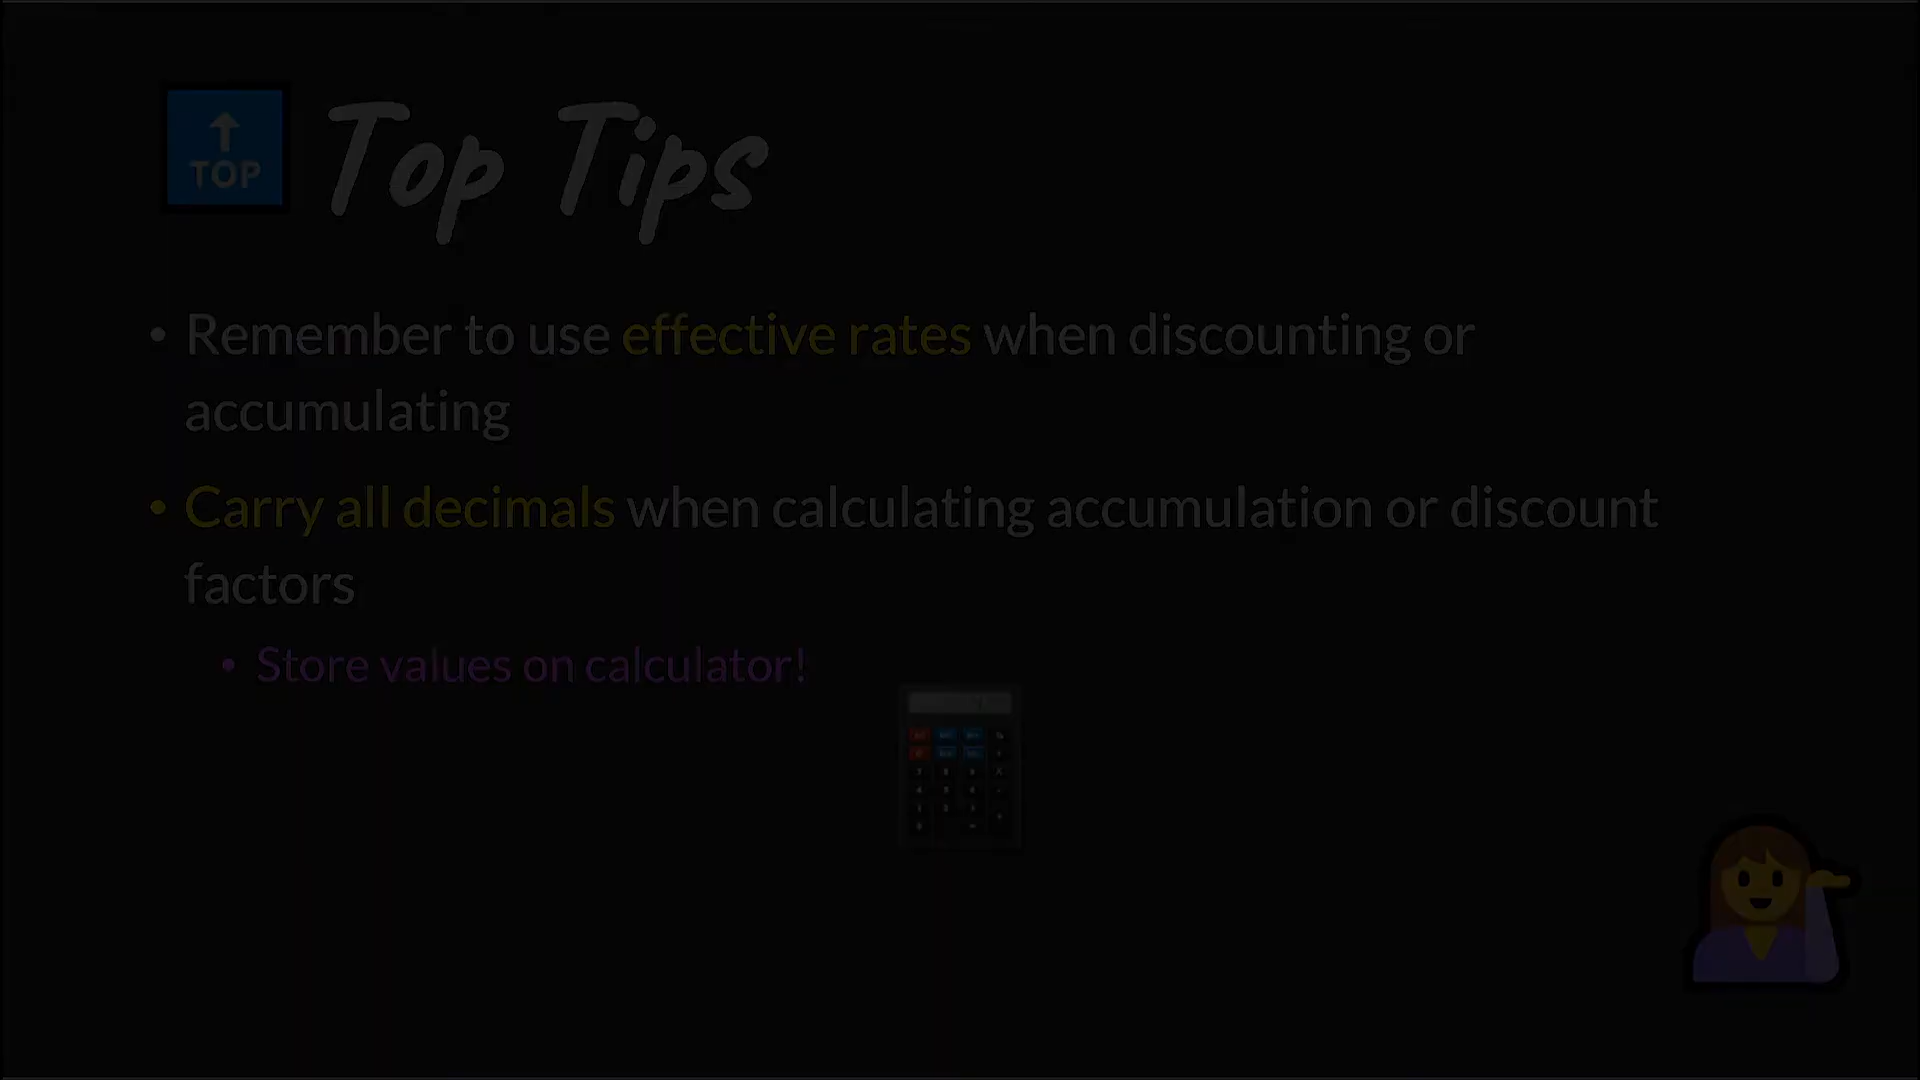 TOP
Top Tips
• Remember to use effective rates when discounting or
accumulating
• Carry all decimals when calculating accumulation or discount
factors
• Store values on calculator!